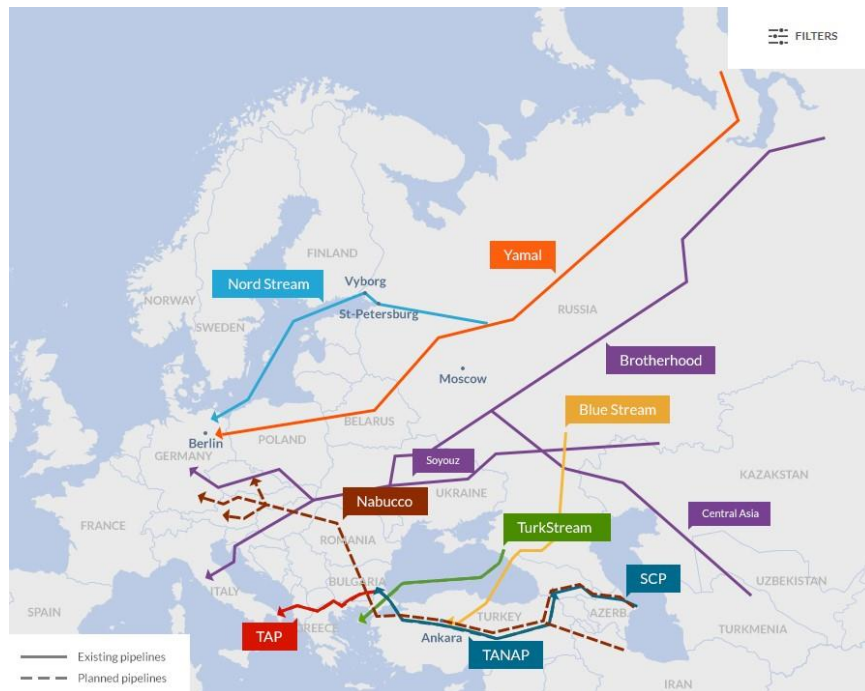 FILTERS
Yamal
FINLAND
Nord Stream
Vyborg
NORWAY
St-Petersburg
RUSSIA
SWEDEN
Brotherhood
Moscow
Blue Stream
BELARUS
Berlin
POLAND
GERMANY
Soyouz
KAZAKSTAN
UKRAINE
Nabucco
Central Asia
FRANCE
TurkStream
ROMANIA
SCP
BULGARIA
UZBEKISTAN
ITALY
SPAIN
TURKEY
AZERB.
TAP
GREECE
TURKMENIA
Ankara
TANAP
Existing pipelines
Planned pipelines
IRAN